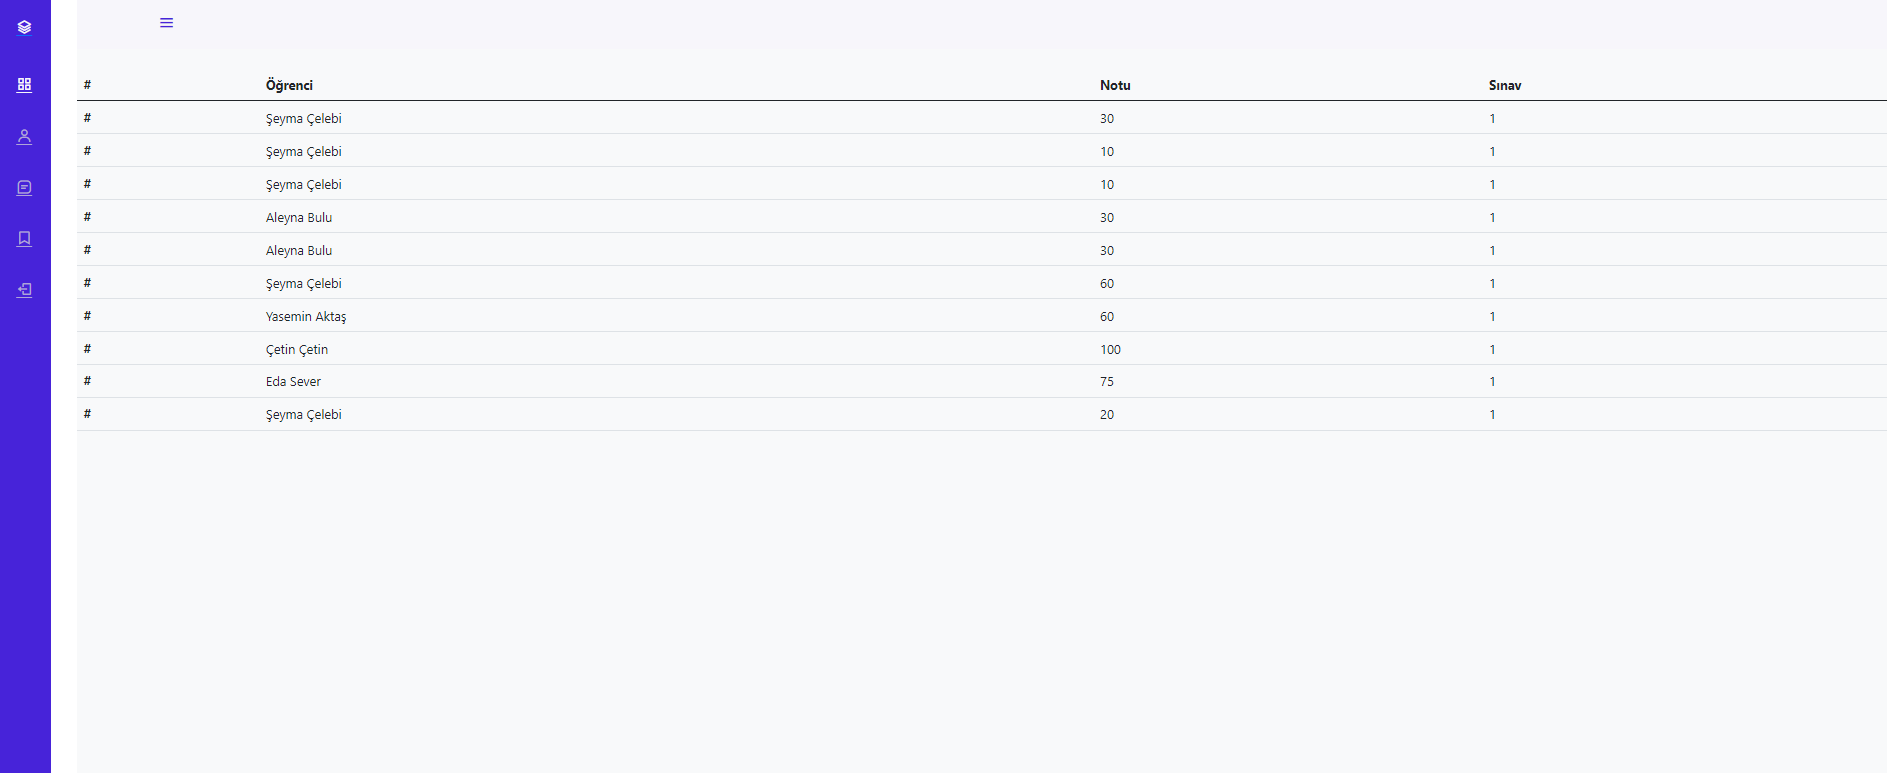 # Öğrenci Notu Sınav
# Şeyma Çelebi 30 1
# Şeyma Çelebi 10 1
# Şeyma Çelebi 10 1
# Aleyna Bulu 30 1
# Aleyna Bulu 30 1
# Şeyma Çelebi 60 1
# Yasemin Aktaş 60 1
# Çetin Çetin 100 1
# Eda Sever 75 1
# Şeyma Çelebi 20 1